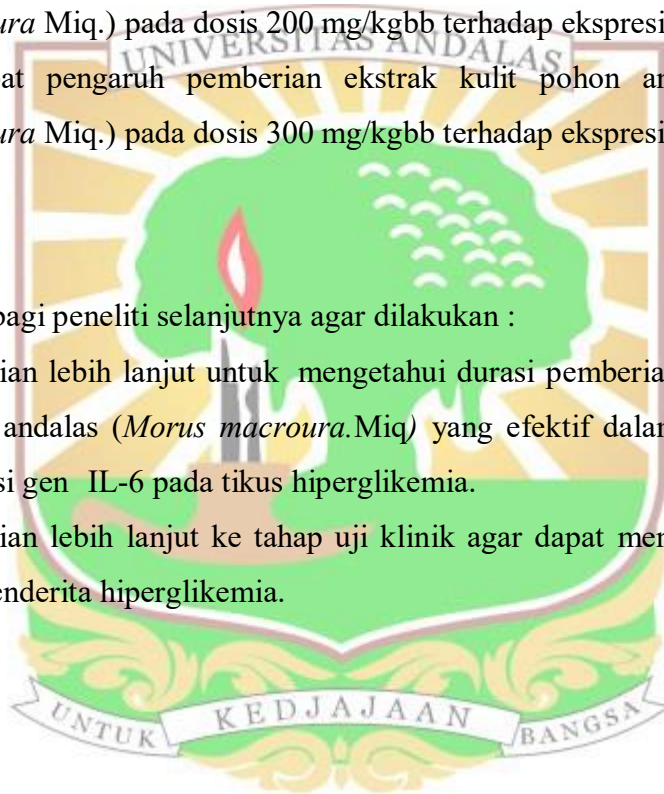 ura Miq.) pada dosis 200 mg/kgbb terhadap ekspresi
UNIVERSITAS ANDALAS
at pengaruh pemberian ekstrak kulit pohon an
ura Miq.) pada dosis 300 mg/kgbb terhadap ekspresi
bagi peneliti selanjutnya agar dilakukan :
ian lebih lanjut untuk mengetahui durasi pemberia
andalas (Morus macroura.Miq) yang efektif dalam
si gen IL-6 pada tikus hiperglikemia.
ian lebih lanjut ke tahap uji klinik agar dapat men
enderita hiperglikemia.
UNTUK KEDJAJAAN BANGSA